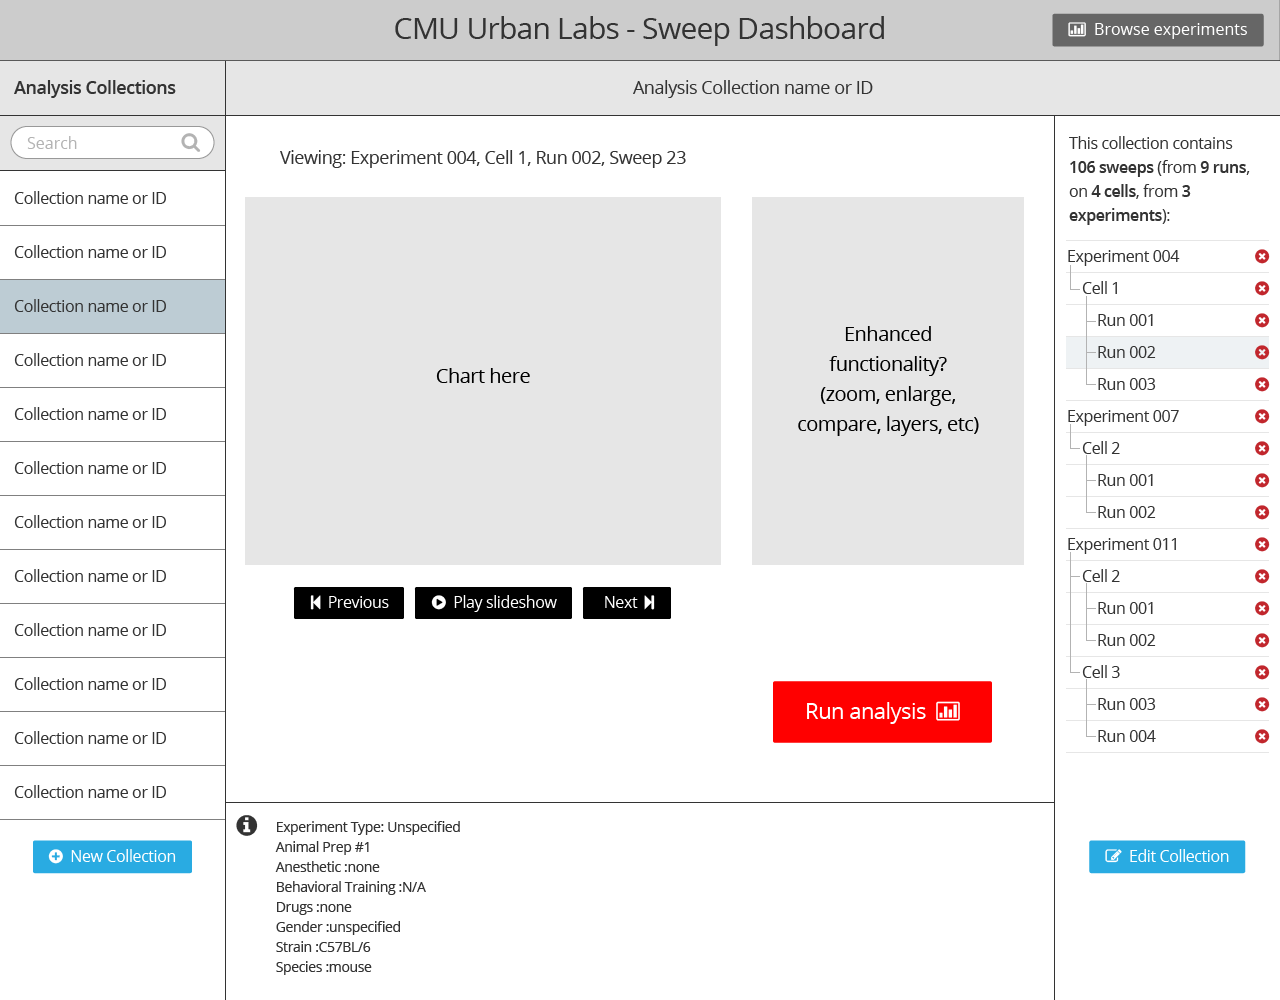 CMU Urban Labs - Sweep Dashboard
Browse experiments
Analysis Collections
Analysis Collection name or ID
Search
Collection name or ID
Collection name or ID
Collection name or ID
Collection name or ID
Collection name or ID
Collection name or ID
Collection name or ID
Collection name or ID
Collection name or ID
Collection name or ID
Collection name or ID
Collection name or ID
New Collection
Viewing: Experiment 004, Cell 1, Run 002, Sweep 23
Chart here
Enhanced
functionality?
(zoom, enlarge,
compare, layers, etc)
Previous
Play slideshow
Next
Run analysis
Experiment Type: Unspecified
Animal Prep #1
Anesthetic :none
Behavioral Training :N/A
Drugs :none
Gender :unspecified
Strain :C57BL/6
Species :mouse
This collection contains
106 sweeps (from 9 runs,
on 4 cells, from 3
experiments):
Experiment 004
Cell 1
Run 001
Run 002
Run 003
Experiment 007
Cell 2
Run 001
Run 002
Experiment 011
Cell 2
Run 001
Run 002
Cell 3
Run 003
Run 004
Edit Collection